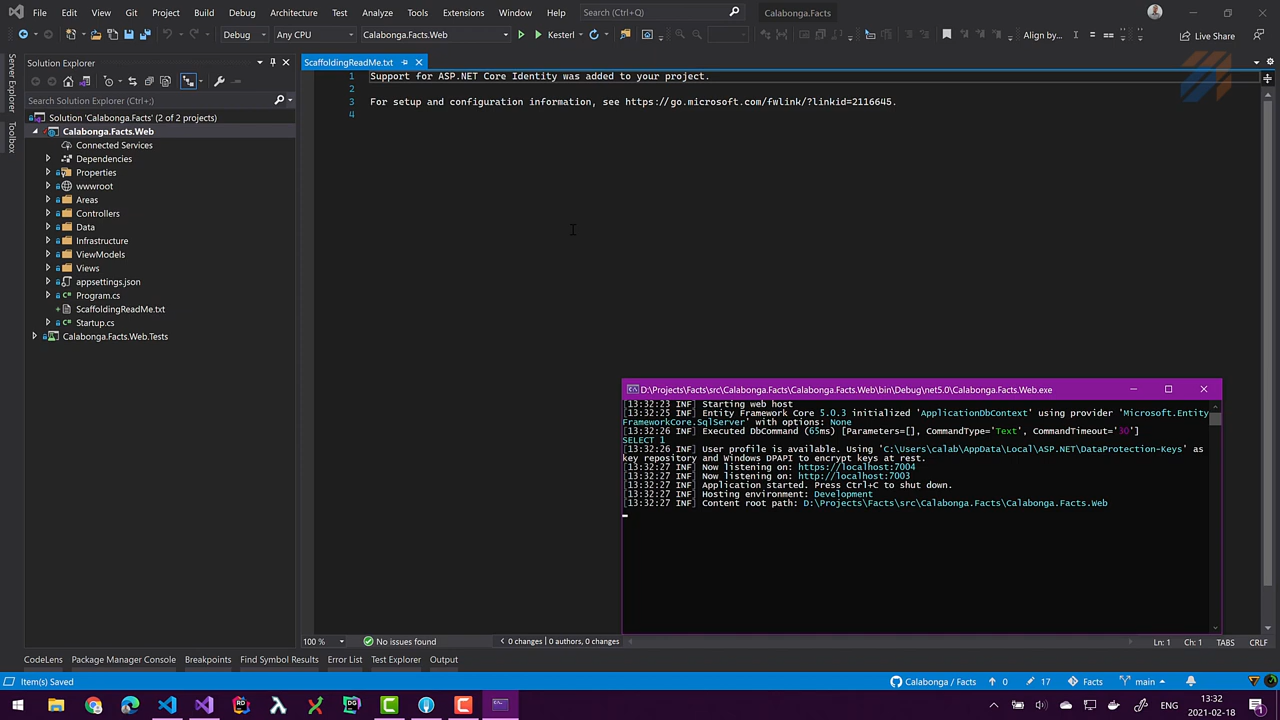 File Edit View Git Project Build Debug Architecture Test Analyze Tools Extensions Window Help Search (Ctrl+Q) Calabonga.Facts
Debug Any CPU Calabonga.Facts.Web Kesterl Align by... Live Share
Server Explorer
Toolbox
Solution Explorer
Search Solution Explorer (Ctrl+;)
Solution 'Calabonga.Facts' (2 of 2 projects)
Calabonga.Facts.Web
Connected Services
Dependencies
Properties
wwwroot
Areas
Controllers
Data
Infrastructure
ViewModels
Views
appsettings.json
Program.cs
ScaffoldingReadMe.txt
Startup.cs
Calabonga.Facts.Web.Tests
ScaffoldingReadMe.txt
1 Support for ASP.NET Core Identity was added to your project.
2
3 For setup and configuration information, see https://go.microsoft.com/fwlink/?linkid=2116645.
4
D:\Projects\Facts\src\Calabonga.Facts\Calabonga.Facts.Web\bin\Debug\net5.0\Calabonga.Facts.Web.exe
[13:32:23 INF] Starting web host
[13:32:25 INF] Entity Framework Core 5.0.3 initialized 'ApplicationDbContext' using provider 'Microsoft.Entity
FrameworkCore.SqlServer' with options: None
[13:32:26 INF] Executed DbCommand (65ms) [Parameters=[], CommandType='Text', CommandTimeout='30']
SELECT 1
[13:32:26 INF] User profile is available. Using 'C:\Users\calab\AppData\Local\ASP.NET\DataProtection-Keys' as
key repository and Windows DPAPI to encrypt keys at rest.
[13:32:27 INF] Now listening on: https://localhost:7004
[13:32:27 INF] Now listening on: http://localhost:7003
[13:32:27 INF] Application started. Press Ctrl+C to shut down.
[13:32:27 INF] Hosting environment: Development
[13:32:27 INF] Content root path: D:\Projects\Facts\src\Calabonga.Facts\Calabonga.Facts.Web
100 % No issues found 0 changes | 0 authors, 0 changes Ln: 1 Ch: 1 TABS CRLF
CodeLens Package Manager Console Breakpoints Find Symbol Results Error List Test Explorer Output
Item(s) Saved Calabonga / Facts 0 17 Facts main
ENG 13:32
2021-02-18 1